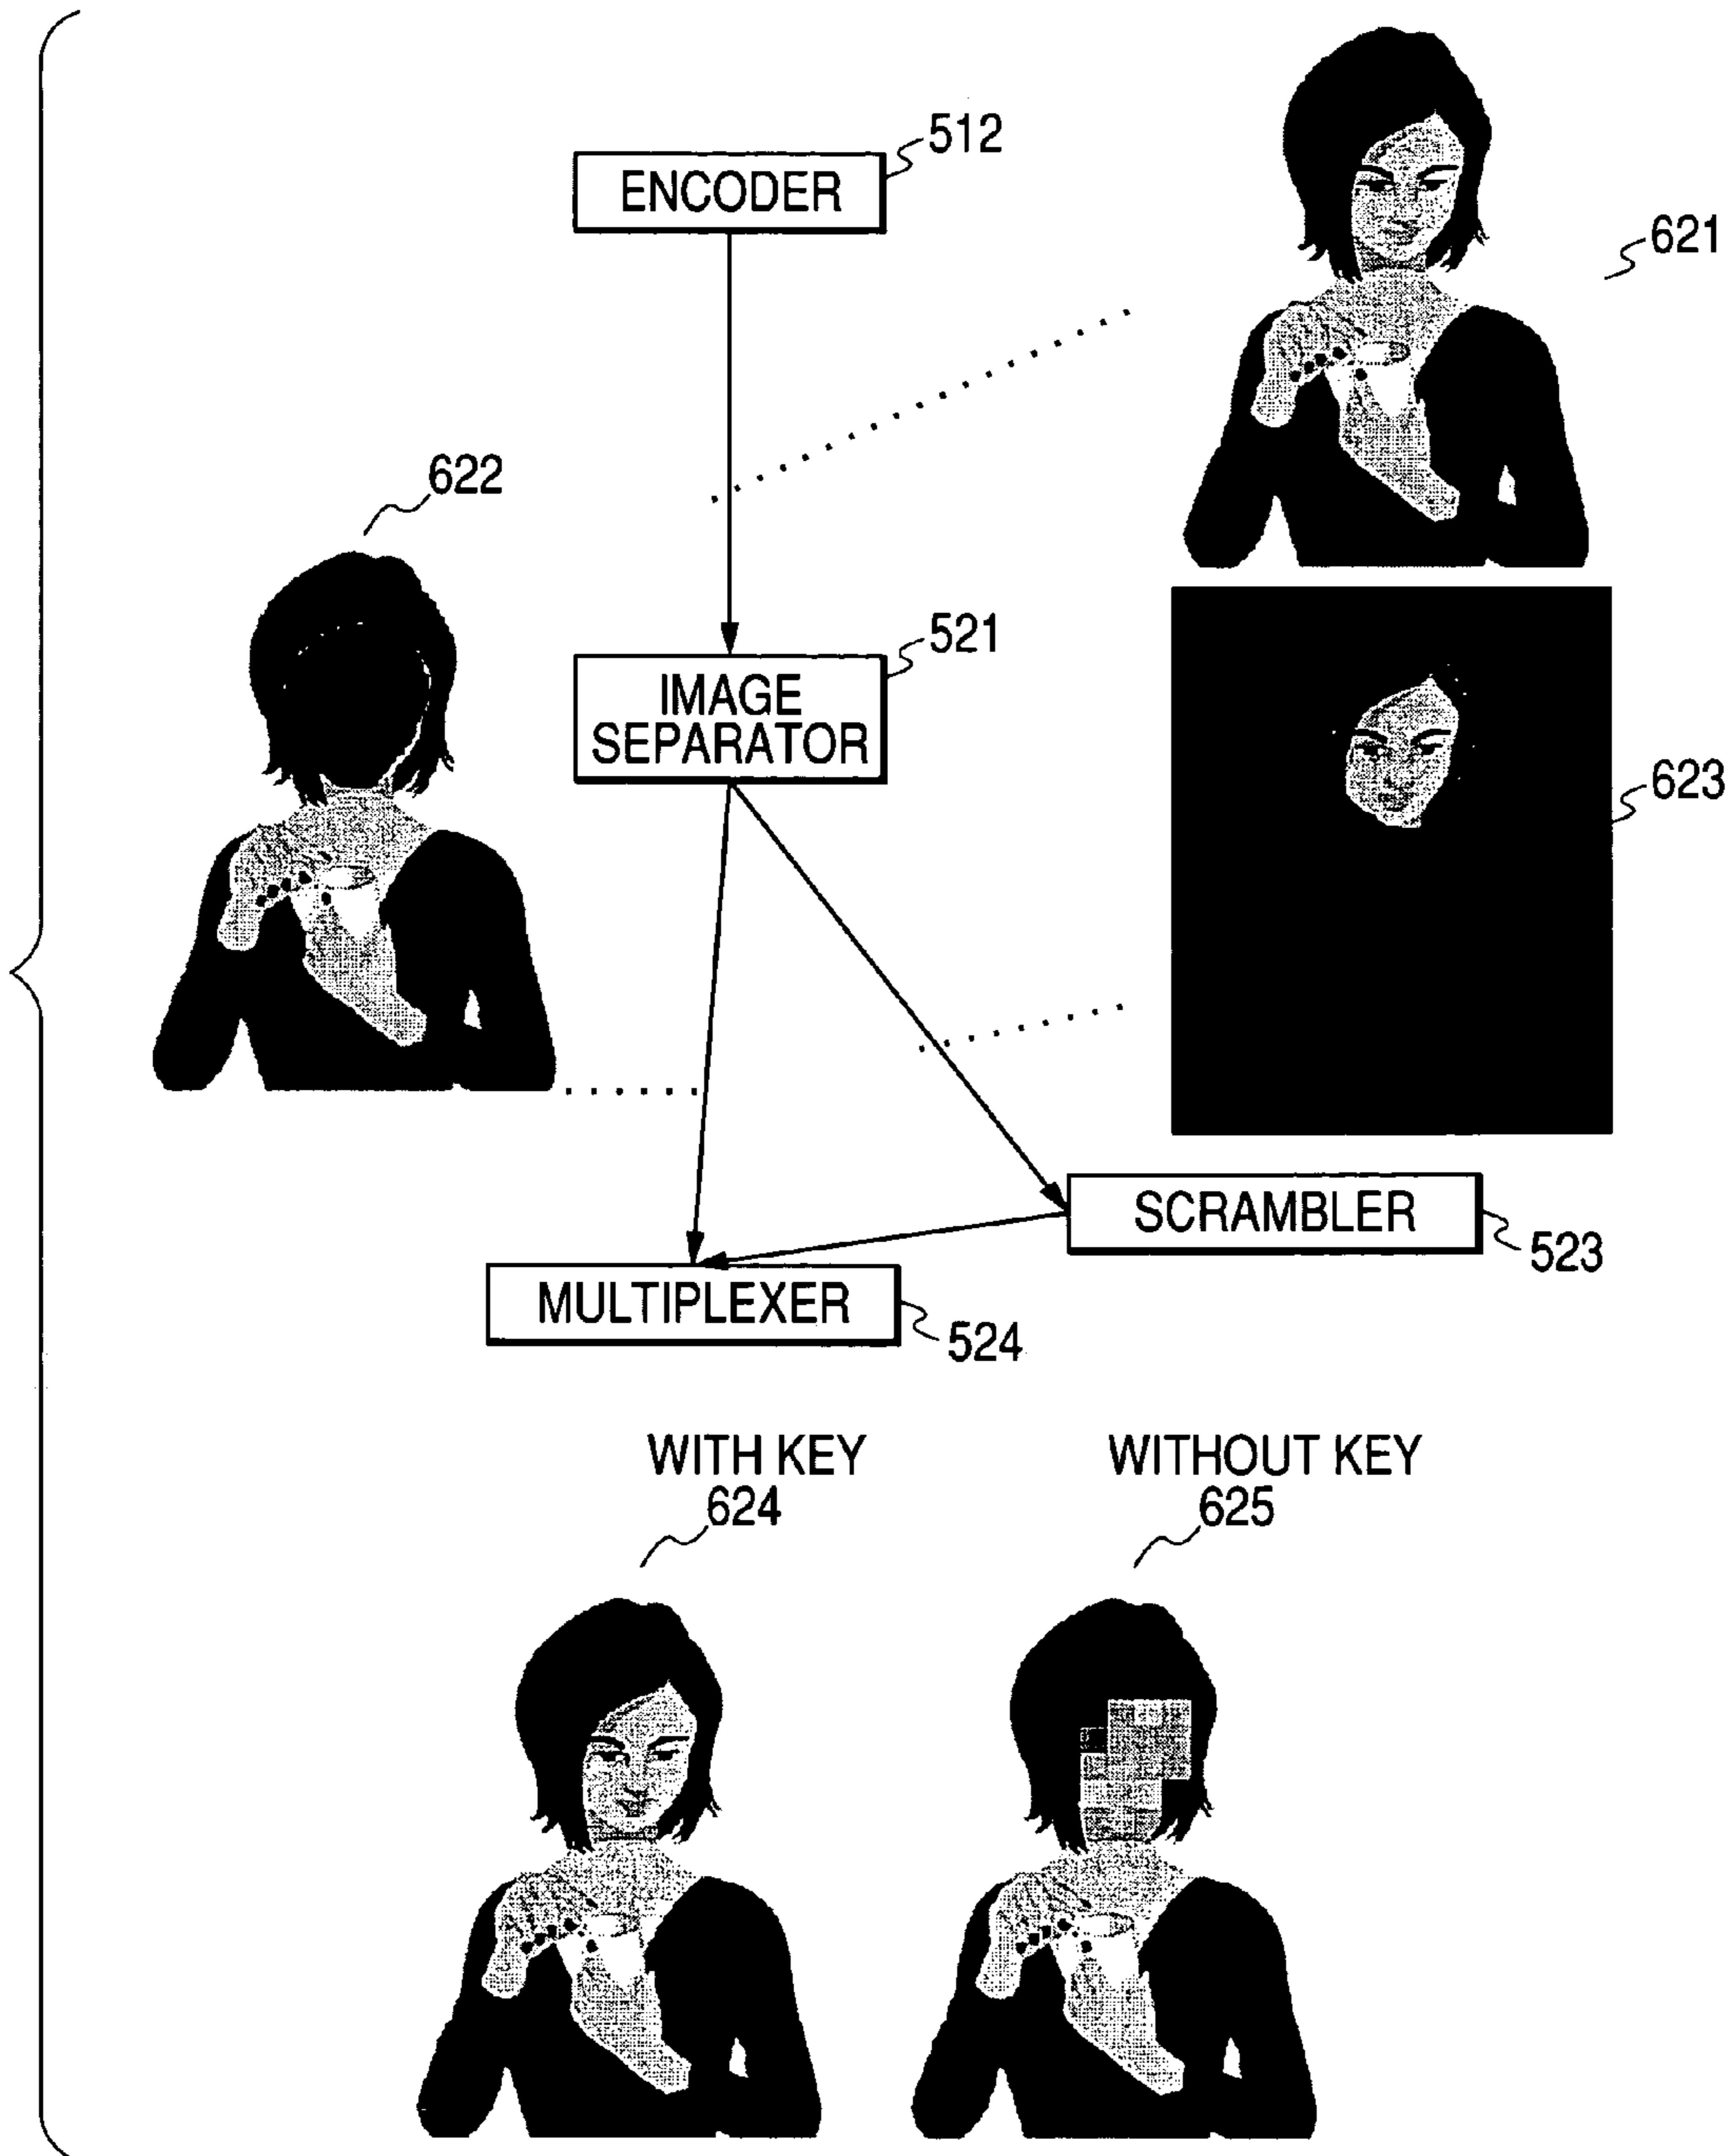 512
ENCODER
621
622
521
IMAGE
SEPARATOR
623
SCRAMBLER
523
MULTIPLEXER
524
WITH KEY
624
WITHOUT KEY
625